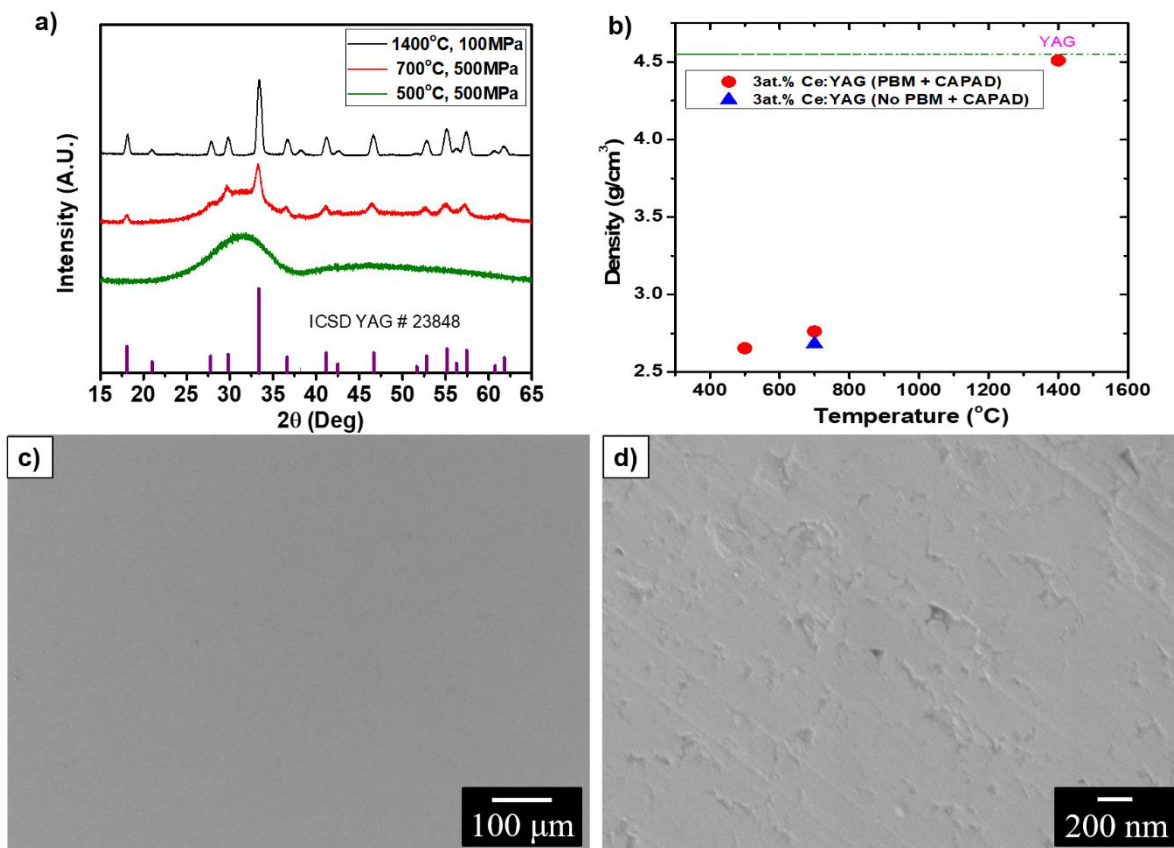 a)
1400°C, 100MPa
700°C, 500MPa
500°C, 500MPa
Intensity (A.U.)
ICSD YAG # 23848
15 20 25 30 35 40 45 50 55 60 65
2θ (Deg)
b)
YAG
3at.% Ce:YAG (PBM + CAPAD)
3at.% Ce:YAG (No PBM + CAPAD)
Density (g/cm³)
4.5
4.0
3.5
3.0
2.5
400 600 800 1000 1200 1400 1600
Temperature (°C)
c)
100 μm
d)
200 nm